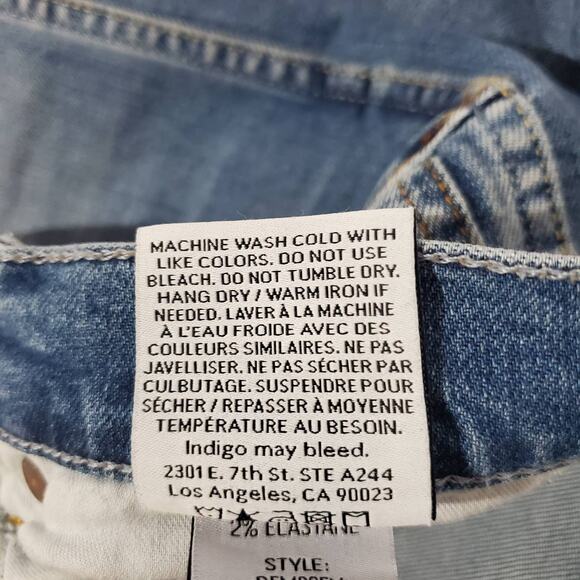 MACHINE WASH COLD WITH
LIKE COLORS. DO NOT USE
BLEACH. DO NOT TUMBLE DRY.
HANG DRY / WARM IRON IF
NEEDED. LAVER À LA MACHINE
À L'EAU FROIDE AVEC DES
COULEURS SIMILAIRES. NE PAS
JAVELLISER. NE PAS SÉCHER PAR
CULBUTAGE. SUSPENDRE POUR
SÉCHER / REPASSER À MOYENNE
TEMPÉRATURE AU BESOIN.
Indigo may bleed.
2301 E. 7th St. STE A244
Los Angeles, CA 90023
2% ELASTANE
STYLE: